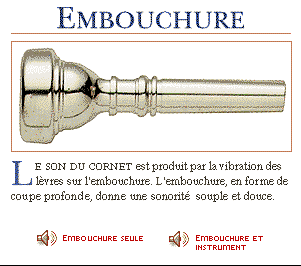 EMBOUCHURE
LE SON DU CORNET est produit par la vibration des
lèvres sur l'embouchure. L'embouchure, en forme de
coupe profonde, donne une sonorité souple et douce.
EMBOUCHURE SEULE
EMBOUCHURE ET
INSTRUMENT